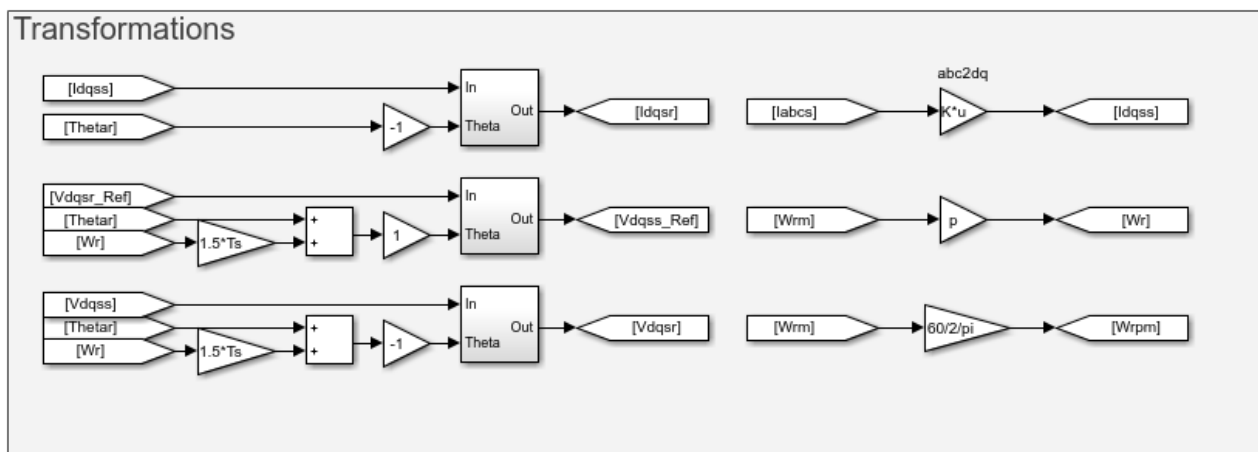 Transformations
[Idqss]
[Thetar]
-1
In
Theta
Out
[Idqsr]
abc2dq
[Iabcs]
K*u
[Idqss]
[Vdqsr_Ref]
[Thetar]
[Wr]
1.5*Ts
+
+
1
In
Theta
Out
[Vdqss_Ref]
[Wrm]
p
[Wr]
[Vdqss]
[Thetar]
[Wr]
1.5*Ts
+
+
-1
In
Theta
Out
[Vdqsr]
[Wrm]
60/2/pi
[Wrpm]